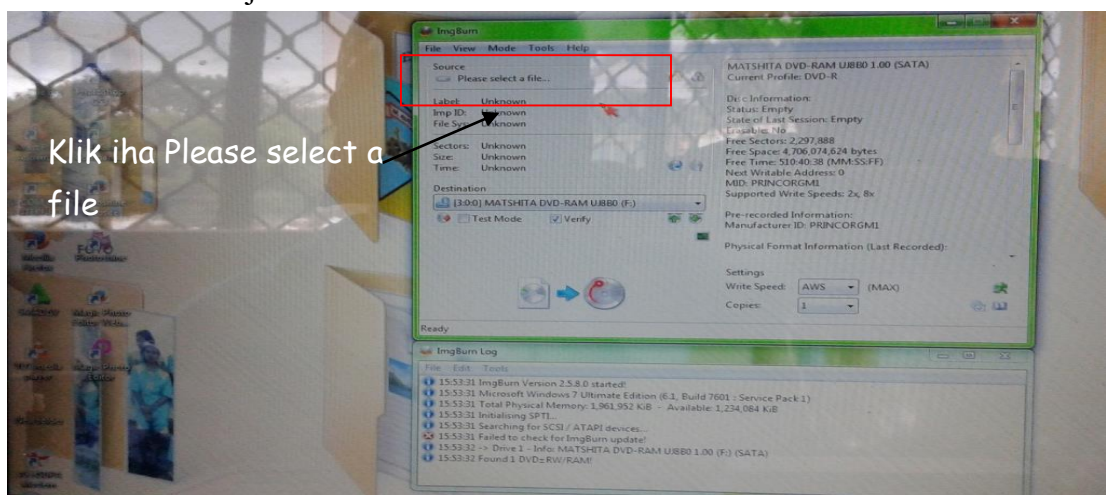 Klik iha Please select a
file
ImgBurn
File View Mode Tools Help
Source
Please select a file...
Label: Unknown
Imp ID: Unknown
File Sys: Unknown
Sectors: Unknown
Size: Unknown
Time: Unknown
Destination
[3:0:0] MATSHITA DVD-RAM UJ8B0 (F:)
Test Mode Verify
Ready
MATSHITA DVD-RAM UJ8B0 1.00 (SATA)
Current Profile: DVD-R
Disc Information:
Status: Empty
State of Last Session: Empty
Erasable: No
Free Sectors: 2,297,888
Free Space: 4,706,074,624 bytes
Free Time: 510:40:38 (MM:SS:FF)
Next Writable Address: 0
MID: PRINCORGM1
Supported Write Speeds: 2x, 8x
Pre-recorded Information:
Manufacturer ID: PRINCORGM1
Physical Format Information (Last Recorded):
Settings
Write Speed: AWS (MAX)
Copies: 1
ImgBurn Log
File Edit Tools
15:53:31 ImgBurn Version 2.5.8.0 started!
15:53:31 Microsoft Windows 7 Ultimate Edition (6.1, Build 7601 : Service Pack 1)
15:53:31 Total Physical Memory: 1,961,952 KiB - Available: 1,234,084 KiB
15:53:31 Initialising SPTI...
15:53:31 Searching for SCSI / ATAPI devices...
15:53:31 Failed to check for ImgBurn update!
15:53:32 -> Drive 1 - Info: MATSHITA DVD-RAM UJ8B0 1.00 (F:) (SATA)
15:53:32 Found 1 DVD±RW/RAM!